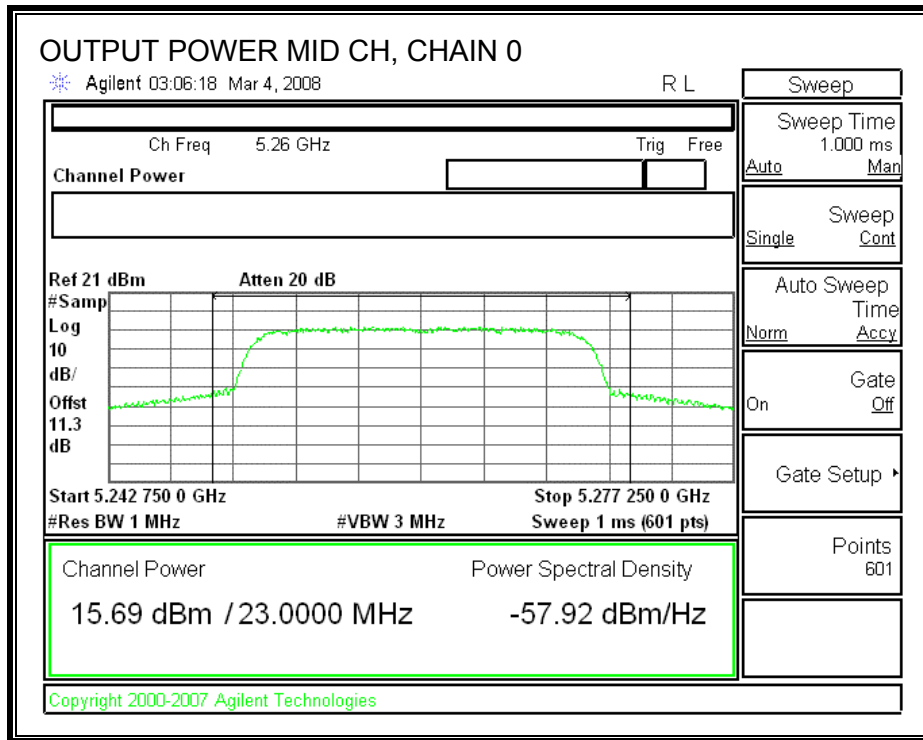 OUTPUT POWER MID CH, CHAIN 0
Agilent 03:06:18 Mar 4, 2008 R L
Ch Freq 5.26 GHz Trig Free
Channel Power
Ref 21 dBm Atten 20 dB
#Samp
Log
10
dB/
Offst
11.3
dB
Start 5.242 750 0 GHz Stop 5.277 250 0 GHz
#Res BW 1 MHz #VBW 3 MHz Sweep 1 ms (601 pts)
Channel Power Power Spectral Density
15.69 dBm / 23.0000 MHz -57.92 dBm/Hz
Copyright 2000-2007 Agilent Technologies
Sweep
Sweep Time
1.000 ms
Auto Man
Sweep
Single Cont
Auto Sweep
Time
Norm Accy
Gate
On Off
Gate Setup
Points
601